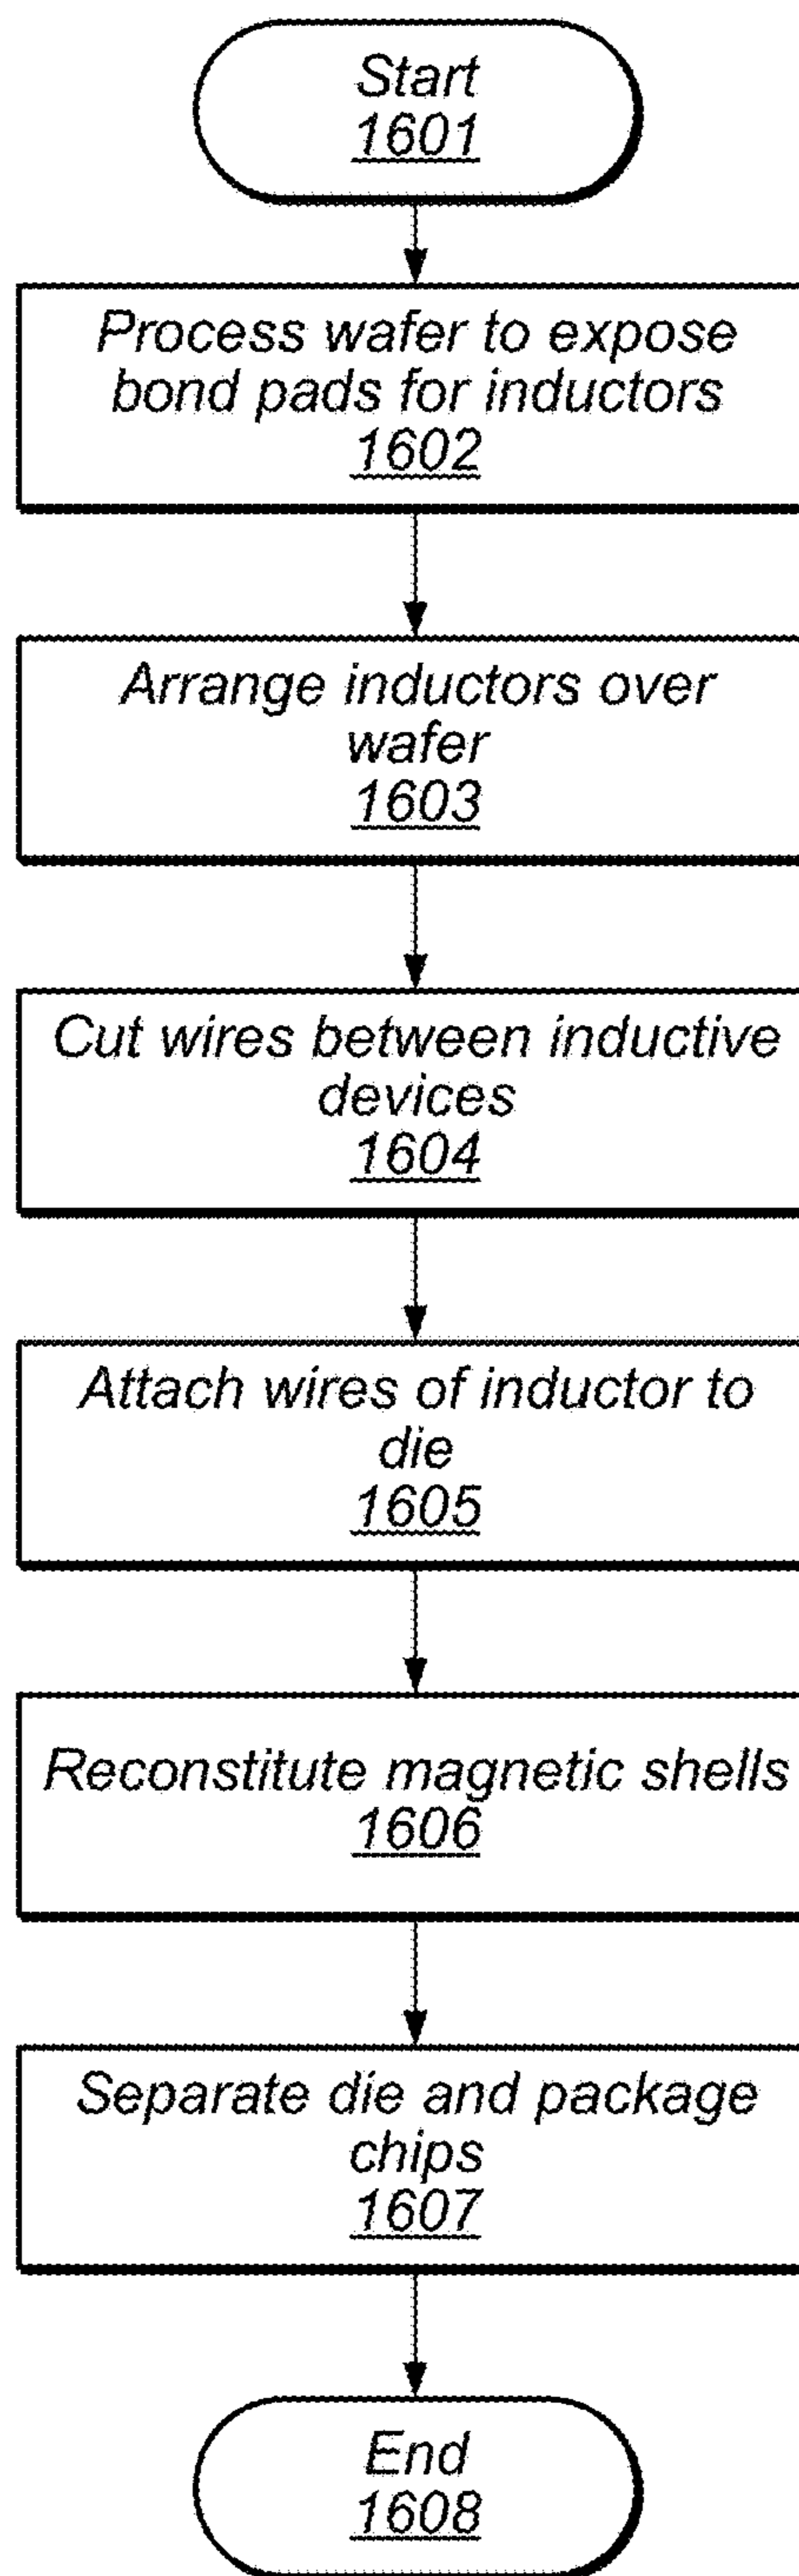 Start
1601
Process wafer to expose
bond pads for inductors
1602
Arrange inductors over
wafer
1603
Cut wires between inductive
devices
1604
Attach wires of inductor to
die
1605
Reconstitute magnetic shells
1606
Separate die and package
chips
1607
End
1608